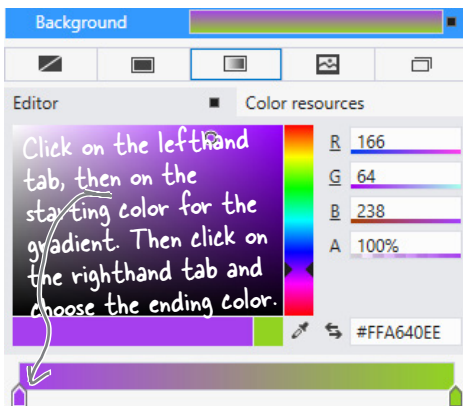 Background
Editor
Color resources
Click on the lefthand
tab, then on the
starting color for the
gradient. Then click on
the righthand tab and
choose the ending color.
R 166
G 64
B 238
A 100%
#FFA640EE